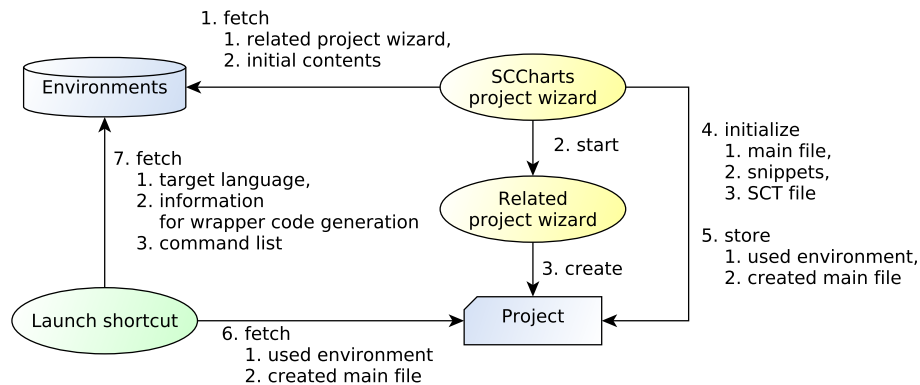 1. fetch
1. related project wizard,
2. initial contents
Environments
SCCharts
project wizard
2. start
4. initialize
1. main file,
2. snippets,
3. SCT file
7. fetch
1. target language,
2. information
for wrapper code generation
3. command list
Related
project wizard
5. store
1. used environment,
2. created main file
3. create
Launch shortcut
Project
6. fetch
1. used environment
2. created main file